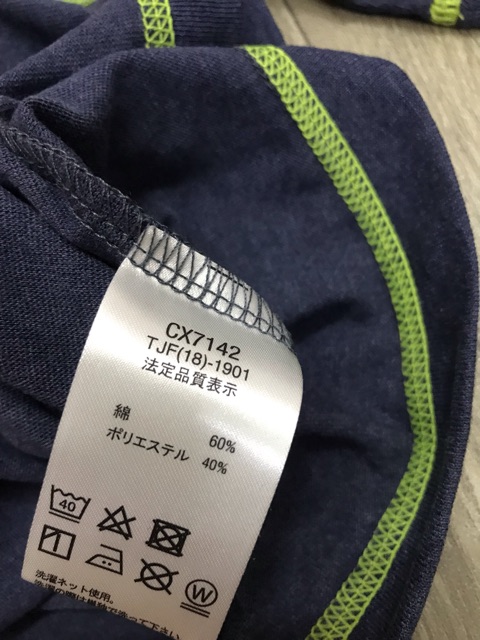 CX7142
TJF(18)-1901
法定品質表示
綿 60%
ポリエステル 40%
40
W
洗濯ネット使用。